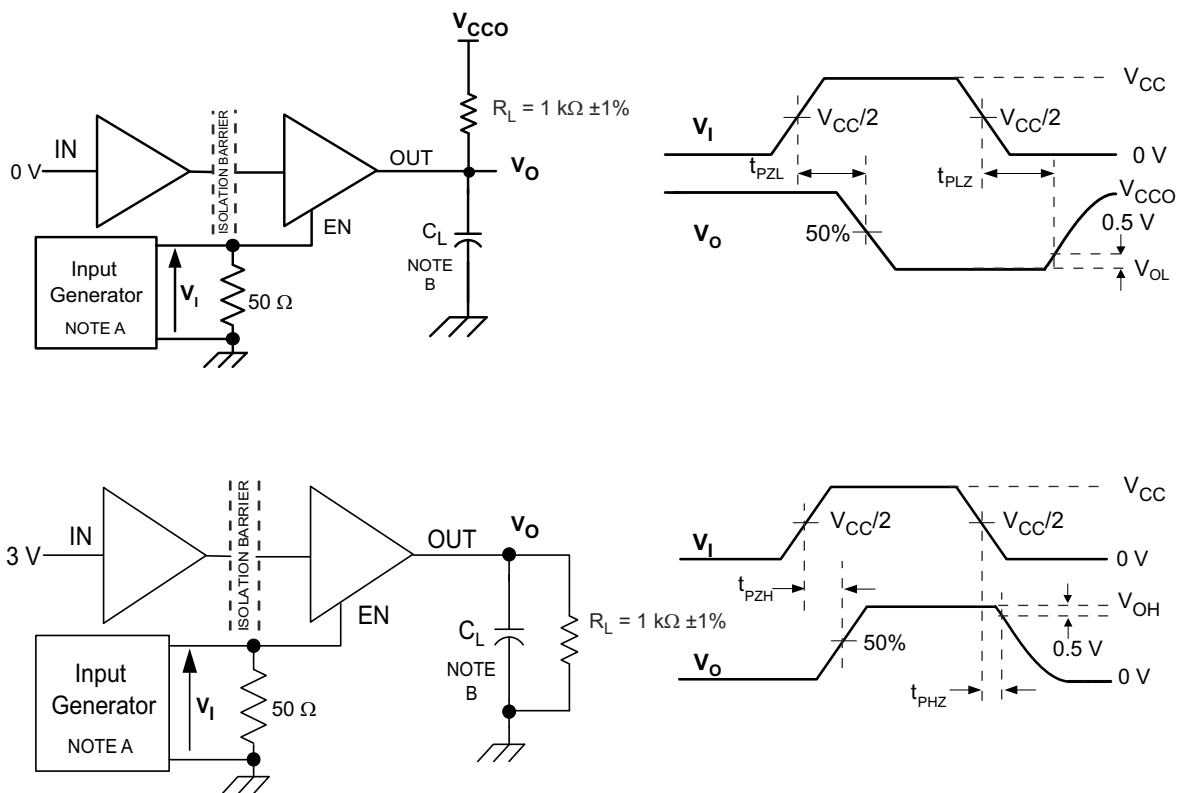 V_CCO
R_L = 1 kΩ ±1%
IN
0 V
ISOLATION BARRIER
OUT
V_O
EN
C_L
NOTE
B
Input
Generator
NOTE A
V_I
50 Ω
V_CC
V_I
V_CC/2
V_CC/2
0 V
t_PZL
t_PLZ
V_CCO
0.5 V
V_O
50%
V_OL
IN
3 V
ISOLATION BARRIER
OUT
V_O
EN
C_L
NOTE
B
R_L = 1 kΩ ±1%
Input
Generator
NOTE A
V_I
50 Ω
V_CC
V_I
V_CC/2
V_CC/2
0 V
t_PZH
V_OH
50%
0.5 V
V_O
0 V
t_PHZ